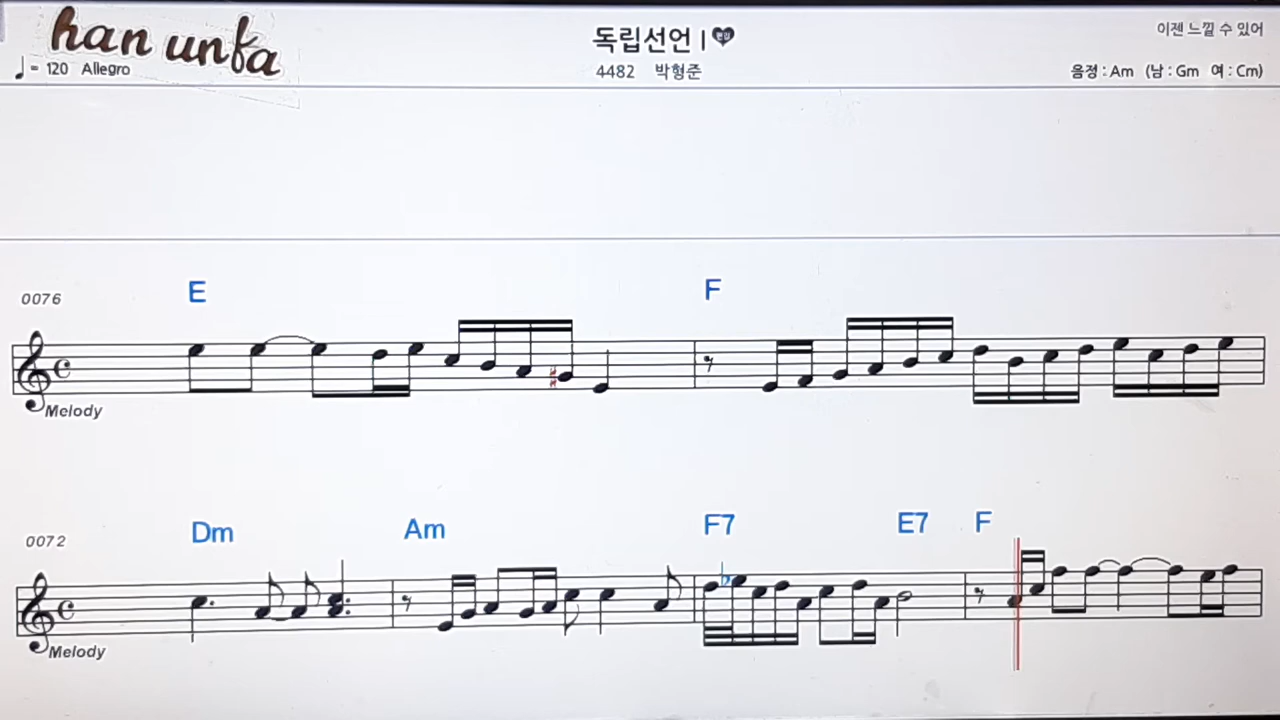 han unfa
독립선언 I
이젠 느낄 수 있어
♩= 120 Allegro
4482 박형준
음정 : Am (남 : Gm 여 : Cm)
E F
0076
Melody
Dm Am F7 E7 F
0072
Melody